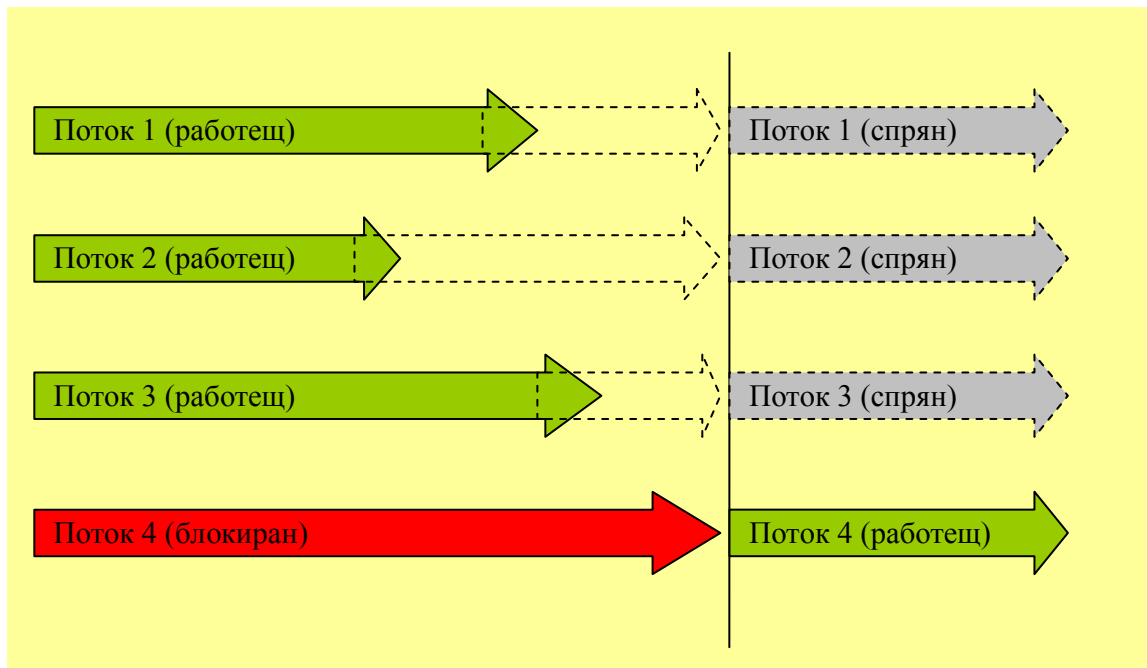 Поток 1 (работещ)
Поток 1 (спрян)
Поток 2 (работещ)
Поток 2 (спрян)
Поток 3 (работещ)
Поток 3 (спрян)
Поток 4 (блокиран)
Поток 4 (работещ)